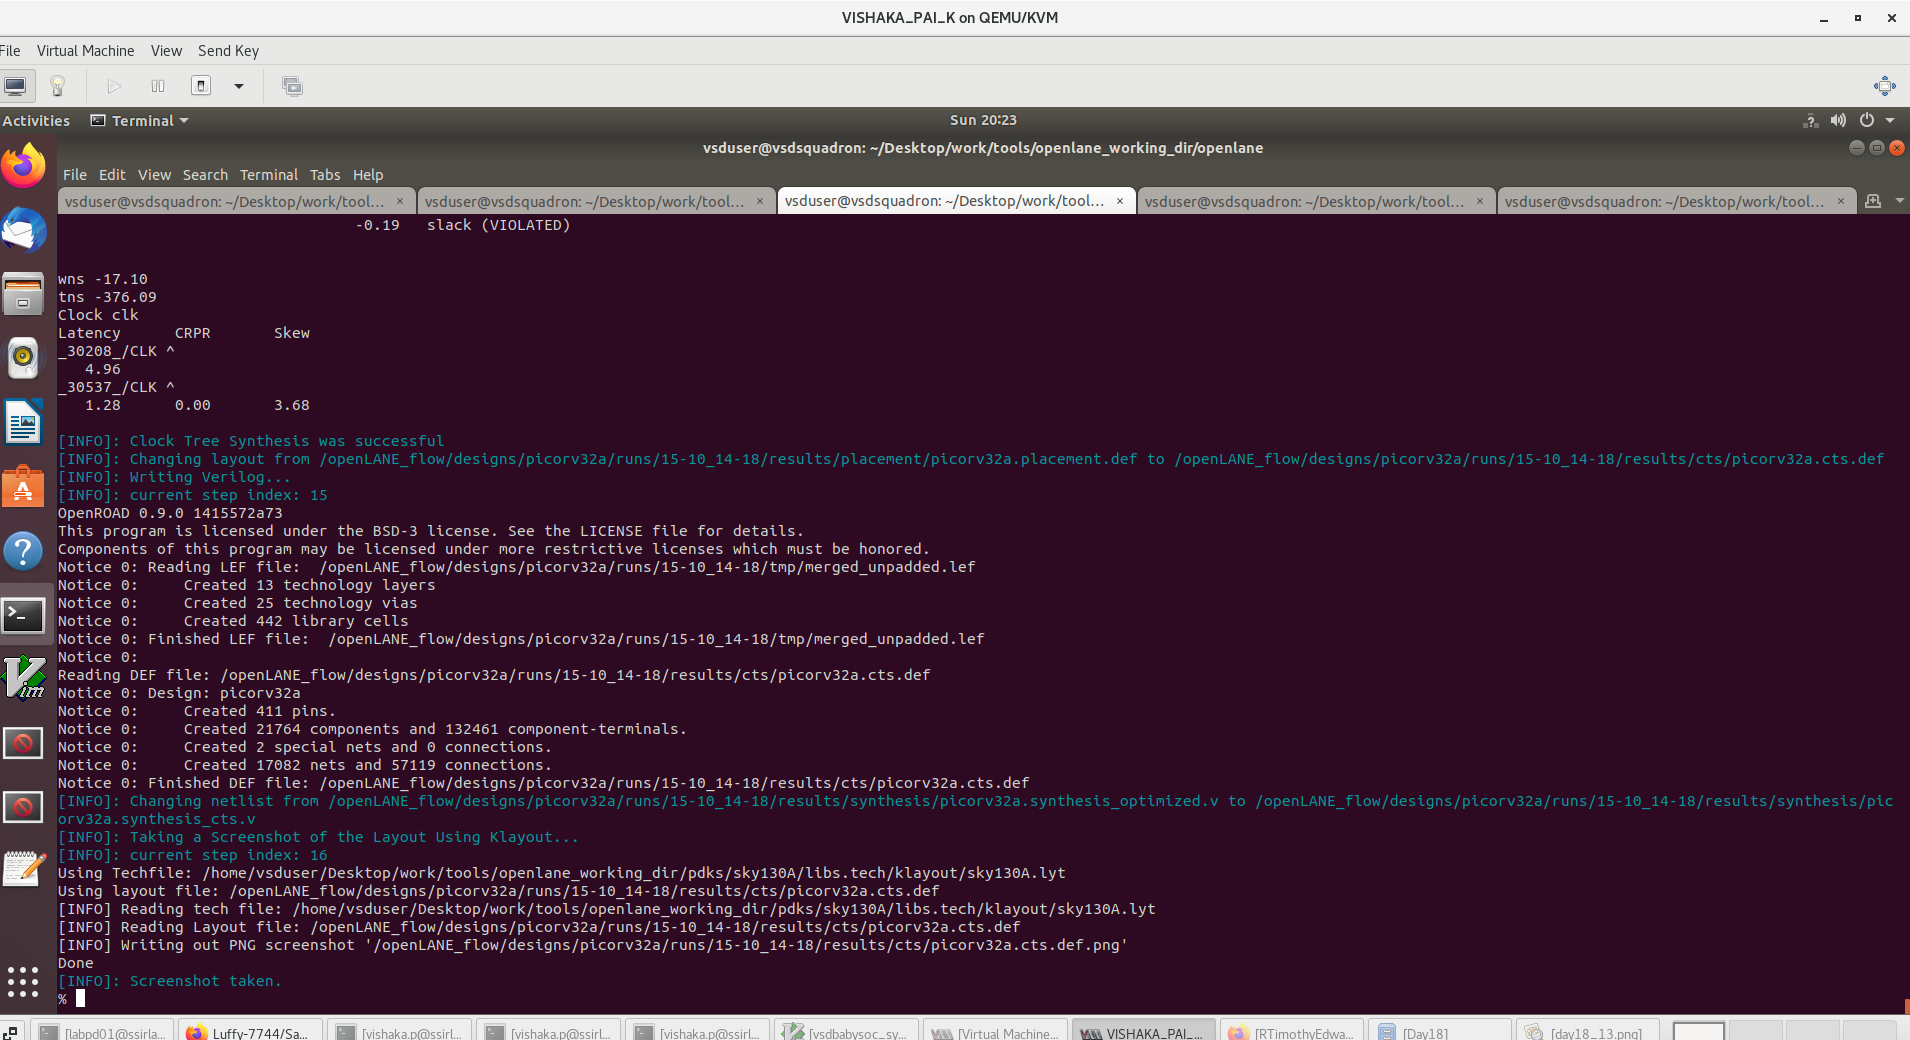 VISHAKA_PAI_K on QEMU/KVM
File Virtual Machine View Send Key
Activities Terminal Sun 20:23
vsduser@vsdsquadron: ~/Desktop/work/tools/openlane_working_dir/openlane
File Edit View Search Terminal Tabs Help
vsduser@vsdsquadron: ~/Desktop/work/tool... × vsduser@vsdsquadron: ~/Desktop/work/tool... × vsduser@vsdsquadron: ~/Desktop/work/tool... × vsduser@vsdsquadron: ~/Desktop/work/tool... × vsduser@vsdsquadron: ~/Desktop/work/tool... ×
-0.19 slack (VIOLATED)
wns -17.10
tns -376.09
Clock clk
Latency CRPR Skew
_30208_/CLK ^
4.96
_30537_/CLK ^
1.28 0.00 3.68
[INFO]: Clock Tree Synthesis was successful
[INFO]: Changing layout from /openLANE_flow/designs/picorv32a/runs/15-10_14-18/results/placement/picorv32a.placement.def to /openLANE_flow/designs/picorv32a/runs/15-10_14-18/results/cts/picorv32a.cts.def
[INFO]: Writing Verilog...
[INFO]: current step index: 15
OpenROAD 0.9.0 1415572a73
This program is licensed under the BSD-3 license. See the LICENSE file for details.
Components of this program may be licensed under more restrictive licenses which must be honored.
Notice 0: Reading LEF file:  /openLANE_flow/designs/picorv32a/runs/15-10_14-18/tmp/merged_unpadded.lef
Notice 0:     Created 13 technology layers
Notice 0:     Created 25 technology vias
Notice 0:     Created 442 library cells
Notice 0: Finished LEF file:  /openLANE_flow/designs/picorv32a/runs/15-10_14-18/tmp/merged_unpadded.lef
Notice 0:
Reading DEF file: /openLANE_flow/designs/picorv32a/runs/15-10_14-18/results/cts/picorv32a.cts.def
Notice 0: Design: picorv32a
Notice 0:     Created 411 pins.
Notice 0:     Created 21764 components and 132461 component-terminals.
Notice 0:     Created 2 special nets and 0 connections.
Notice 0:     Created 17082 nets and 57119 connections.
Notice 0: Finished DEF file: /openLANE_flow/designs/picorv32a/runs/15-10_14-18/results/cts/picorv32a.cts.def
[INFO]: Changing netlist from /openLANE_flow/designs/picorv32a/runs/15-10_14-18/results/synthesis/picorv32a.synthesis_optimized.v to /openLANE_flow/designs/picorv32a/runs/15-10_14-18/results/synthesis/pic
orv32a.synthesis_cts.v
[INFO]: Taking a Screenshot of the Layout Using Klayout...
[INFO]: current step index: 16
Using Techfile: /home/vsduser/Desktop/work/tools/openlane_working_dir/pdks/sky130A/libs.tech/klayout/sky130A.lyt
Using layout file: /openLANE_flow/designs/picorv32a/runs/15-10_14-18/results/cts/picorv32a.cts.def
[INFO] Reading tech file: /home/vsduser/Desktop/work/tools/openlane_working_dir/pdks/sky130A/libs.tech/klayout/sky130A.lyt
[INFO] Reading Layout file: /openLANE_flow/designs/picorv32a/runs/15-10_14-18/results/cts/picorv32a.cts.def
[INFO] Writing out PNG screenshot '/openLANE_flow/designs/picorv32a/runs/15-10_14-18/results/cts/picorv32a.cts.def.png'
Done
[INFO]: Screenshot taken.
%
[labpd01@ssirla... Luffy-7744/Sa... [vishaka.p@ssirl... [vishaka.p@ssirl... [vishaka.p@ssirl... [vsdbabysoc_sy... [Virtual Machine... VISHAKA_PAI_... [RTimothyEdwa... [Day18] [day18_13.png]